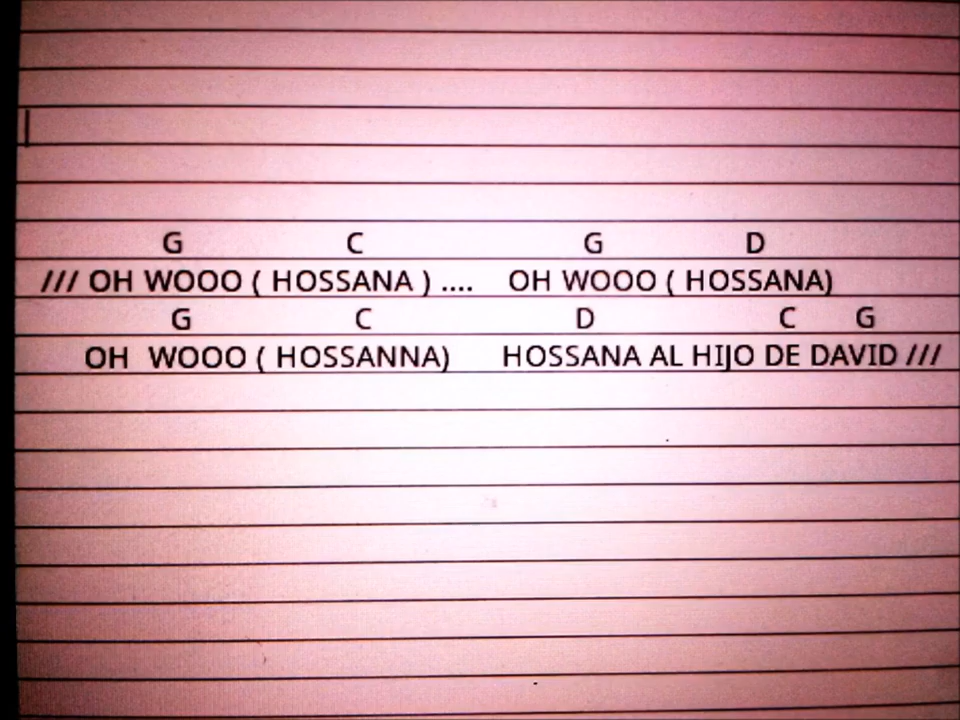 G C G D
/// OH WOOO ( HOSSANA ) .... OH WOOO ( HOSSANA)
G C D C G
OH WOOO ( HOSSANNA) HOSSANA AL HIJO DE DAVID ///